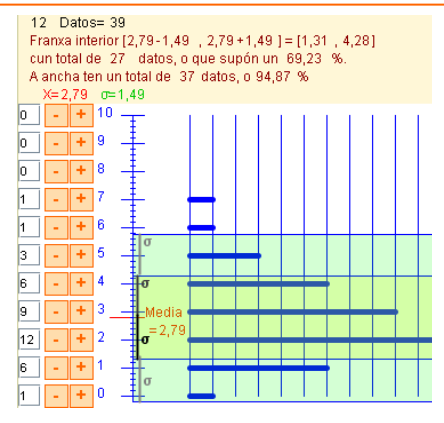 12 Datos= 39
Franxa interior [2,79-1,49 , 2,79+1,49 ] = [1,31 , 4,28]
cun total de 27 datos, o que supón un 69,23 %.
A ancha ten un total de 37 datos, o 94,87 %
X=2,79 σ=1,49
0 - + 10
0 - + 9
0 - + 8
1 - + 7
1 - + 6
σ
3 - + 5
6 - + 4 σ
9 - + 3 Media
=2,79
12 - + 2 σ
6 - + 1
σ
1 - + 0